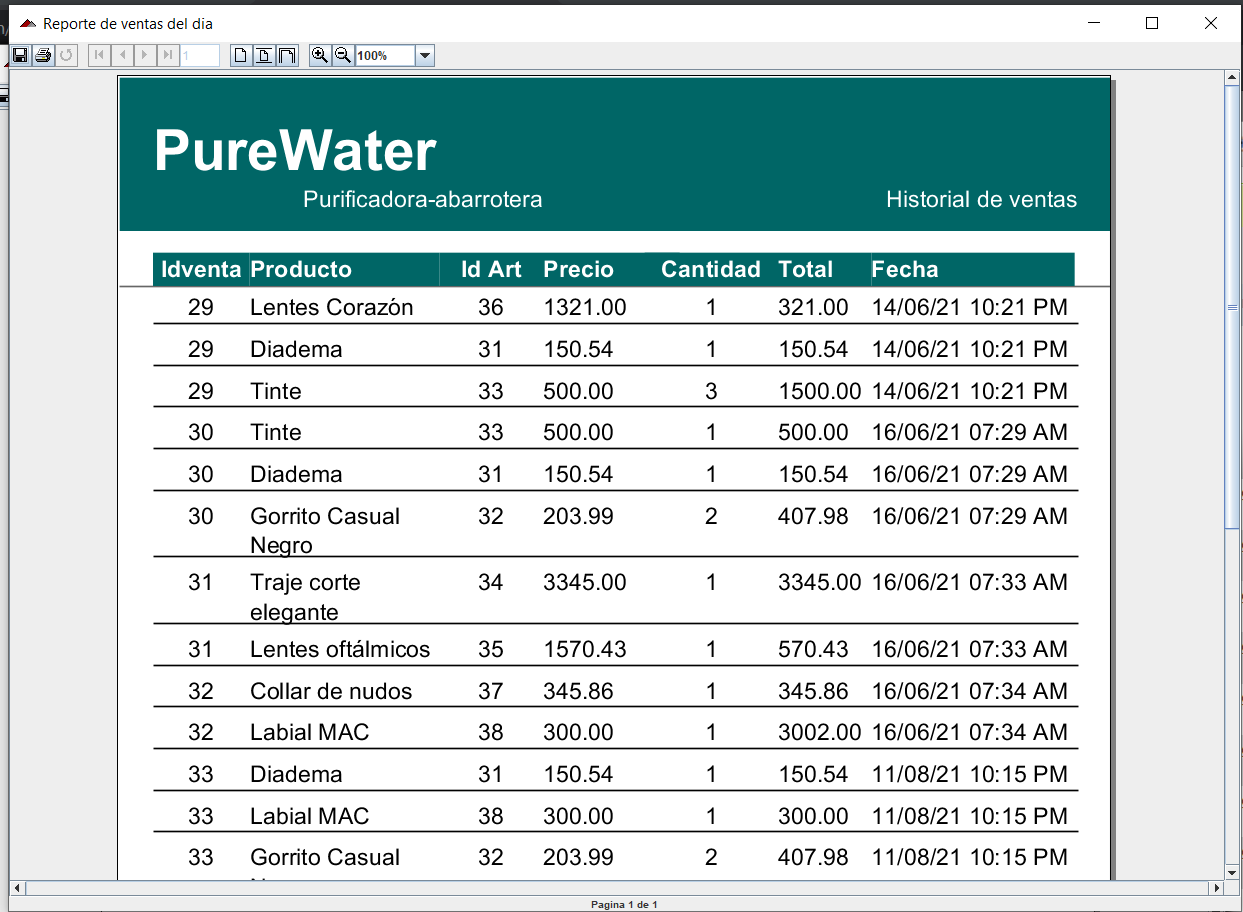 Reporte de ventas del dia
1
100%
PureWater
Purificadora-abarrotera Historial de ventas
Idventa Producto Id Art Precio Cantidad Total Fecha
29 Lentes Corazón 36 1321.00 1 321.00 14/06/21 10:21 PM
29 Diadema 31 150.54 1 150.54 14/06/21 10:21 PM
29 Tinte 33 500.00 3 1500.00 14/06/21 10:21 PM
30 Tinte 33 500.00 1 500.00 16/06/21 07:29 AM
30 Diadema 31 150.54 1 150.54 16/06/21 07:29 AM
30 Gorrito Casual 32 203.99 2 407.98 16/06/21 07:29 AM
Negro
31 Traje corte 34 3345.00 1 3345.00 16/06/21 07:33 AM
elegante
31 Lentes oftálmicos 35 1570.43 1 570.43 16/06/21 07:33 AM
32 Collar de nudos 37 345.86 1 345.86 16/06/21 07:34 AM
32 Labial MAC 38 300.00 1 3002.00 16/06/21 07:34 AM
33 Diadema 31 150.54 1 150.54 11/08/21 10:15 PM
33 Labial MAC 38 300.00 1 300.00 11/08/21 10:15 PM
33 Gorrito Casual 32 203.99 2 407.98 11/08/21 10:15 PM
Pagina 1 de 1